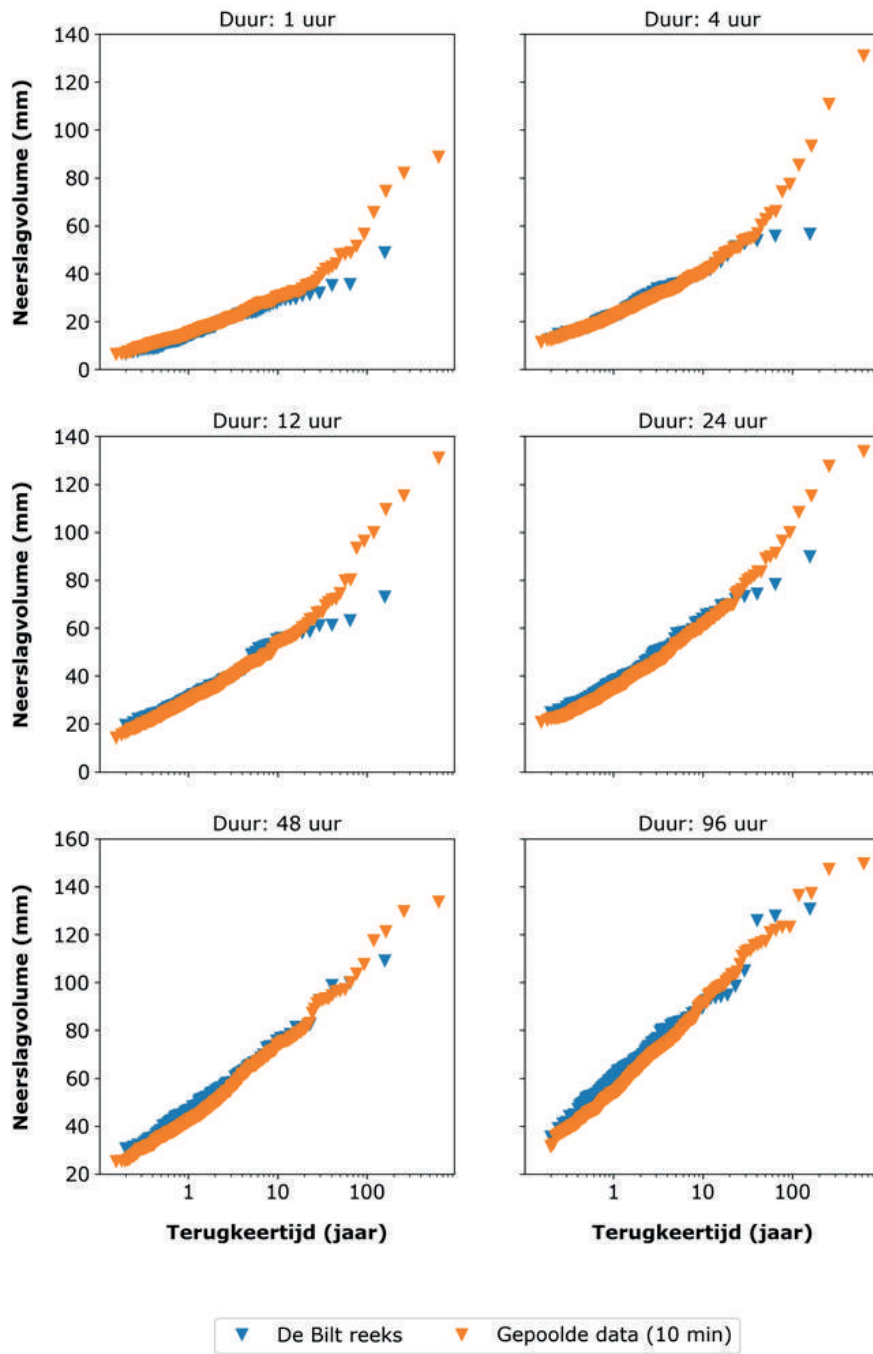 Duur: 1 uur
Duur: 4 uur
Neerslagvolume (mm)
140
120
100
80
60
40
20
0
Duur: 12 uur
Duur: 24 uur
Neerslagvolume (mm)
140
120
100
80
60
40
20
0
Duur: 48 uur
Duur: 96 uur
Neerslagvolume (mm)
160
140
120
100
80
60
40
20
1 10 100
1 10 100
Terugkeertijd (jaar)
Terugkeertijd (jaar)
De Bilt reeks
Gepoolde data (10 min)